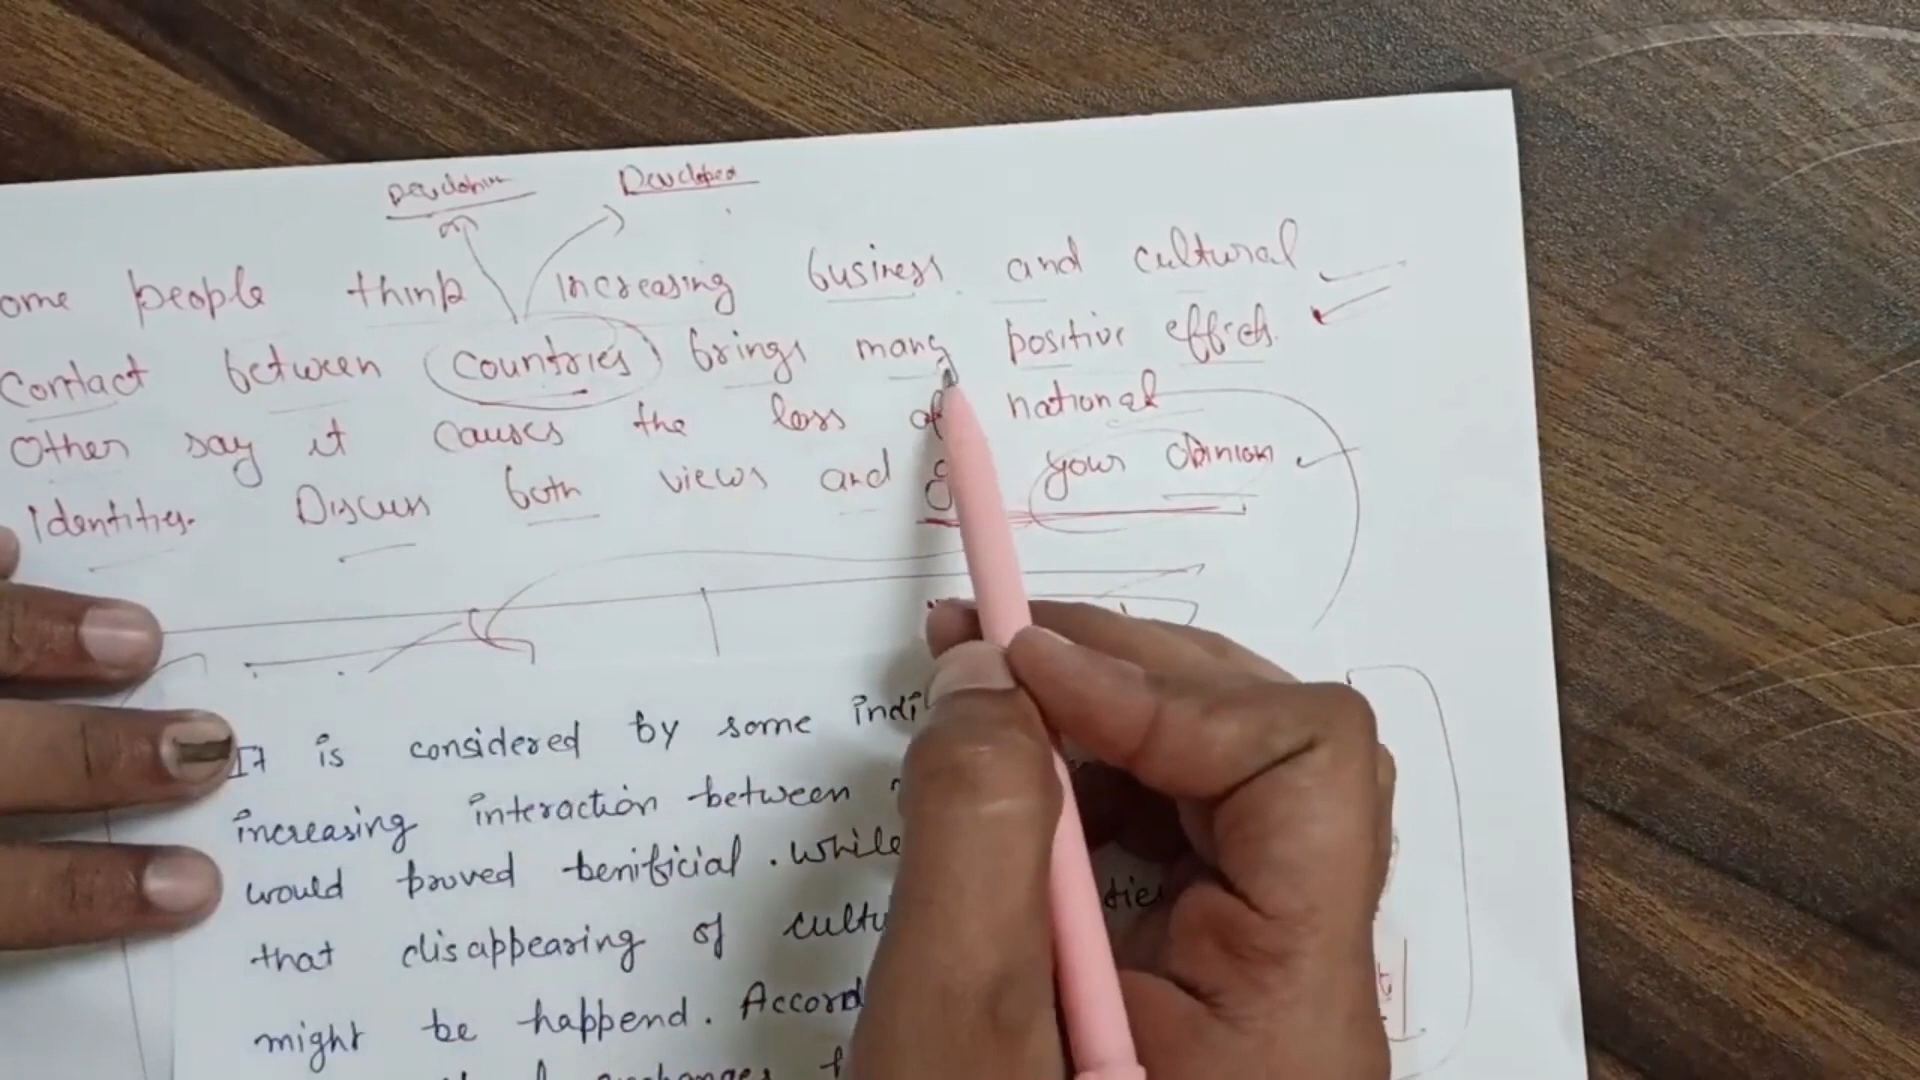 Developed
ome people think increasing business and cultural
Contact between Countries brings many positive effects.
Other say it causes the loss of national
Identities. Discuss both views and your opinion
It is considered by some indi
increasing interaction between
would proved benificial. while
that disappearing of cultu
might be happend. Accord